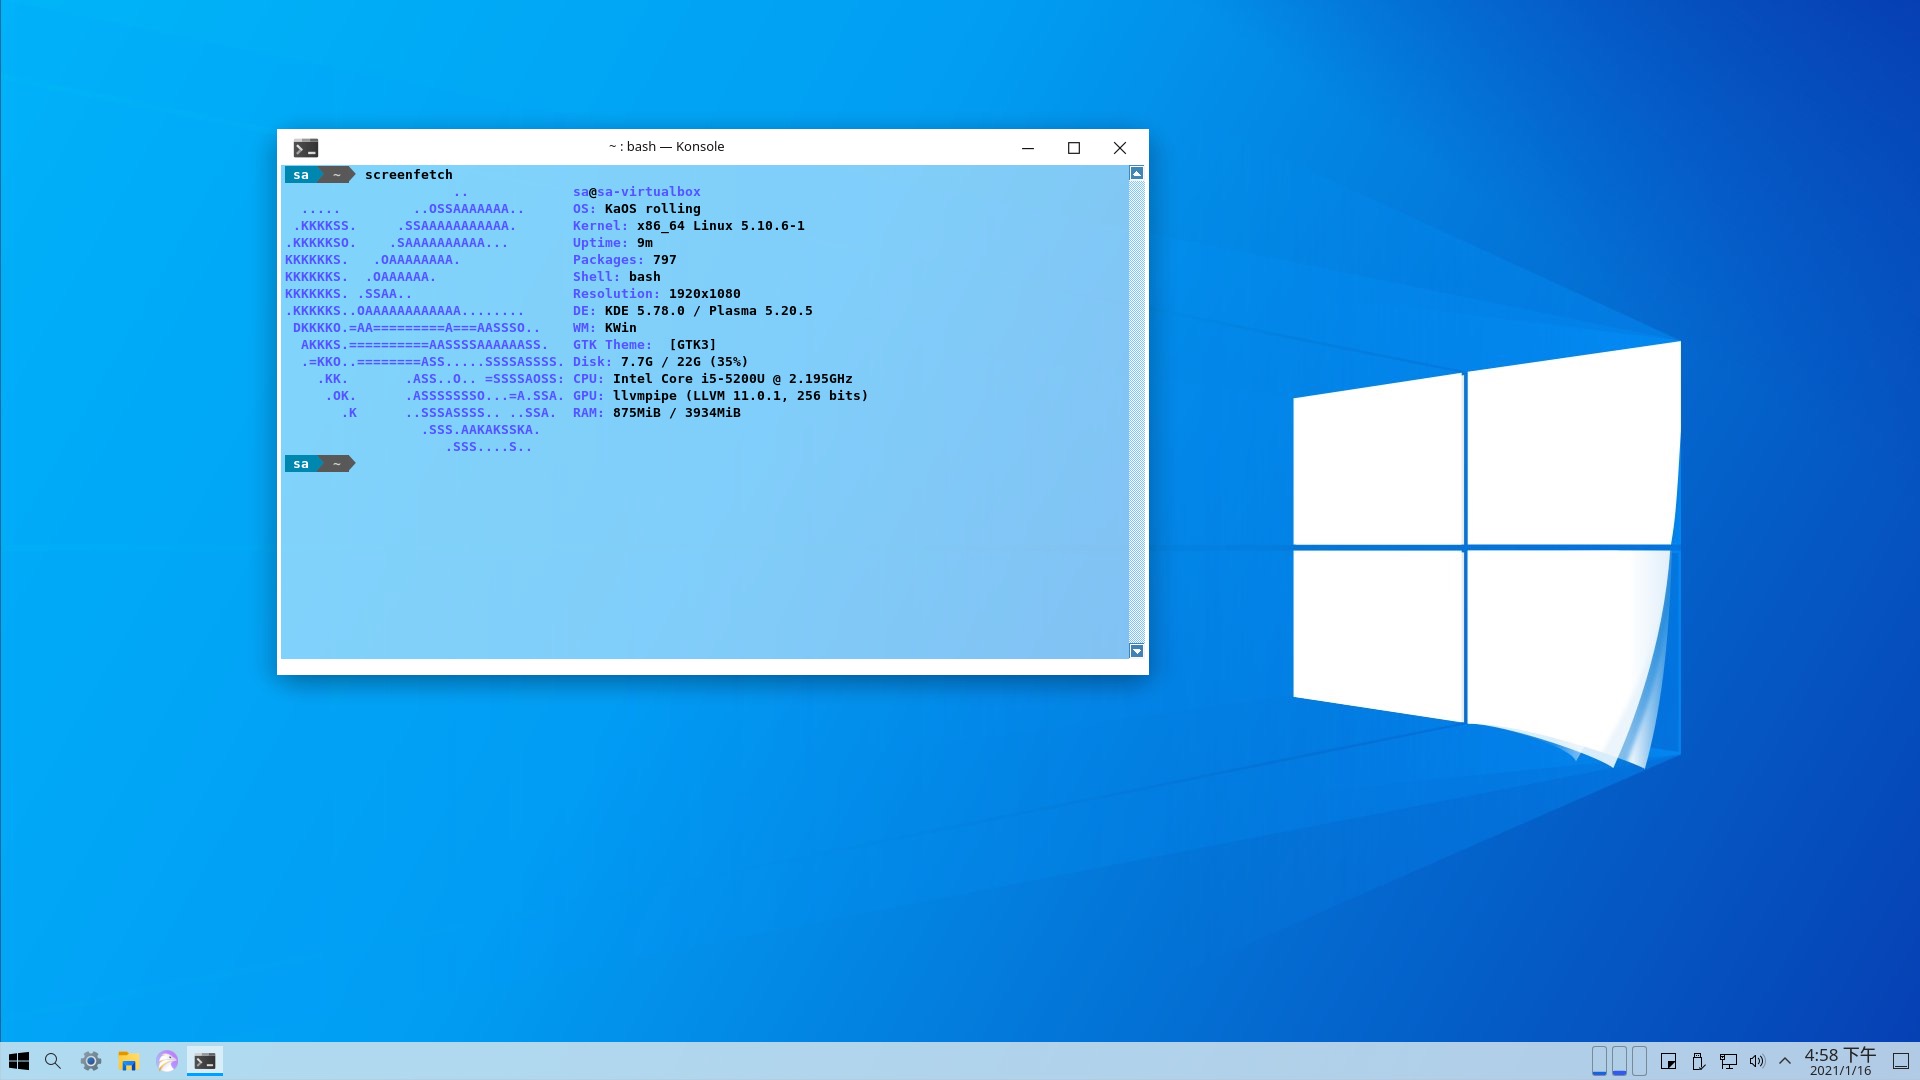 ~ : bash — Konsole
sa ~ screenfetch
                     ..             sa@sa-virtualbox
  .....         ..OSSAAAAAAA..      OS: KaOS rolling
 .KKKKSS.     .SSAAAAAAAAAAA.       Kernel: x86_64 Linux 5.10.6-1
.KKKKKSO.    .SAAAAAAAAAA...        Uptime: 9m
KKKKKKS.   .OAAAAAAAA.              Packages: 797
KKKKKKS.  .OAAAAAA.                 Shell: bash
KKKKKKS. .SSAA..                    Resolution: 1920x1080
.KKKKKS..OAAAAAAAAAAAA........      DE: KDE 5.78.0 / Plasma 5.20.5
 DKKKKO.=AA=========A===AASSSO..    WM: KWin
  AKKKS.==========AASSSSAAAAAASS.   GTK Theme:  [GTK3]
  .=KKO..========ASS.....SSSSASSSS. Disk: 7.7G / 22G (35%)
    .KK.       .ASS..O.. =SSSSAOSS: CPU: Intel Core i5-5200U @ 2.195GHz
     .OK.      .ASSSSSSSO...=A.SSA. GPU: llvmpipe (LLVM 11.0.1, 256 bits)
       .K      ..SSSASSSS.. ..SSA.  RAM: 875MiB / 3934MiB
                 .SSS.AAKAKSSKA.
                    .SSS....S..
sa ~
4:58 下午
2021/1/16